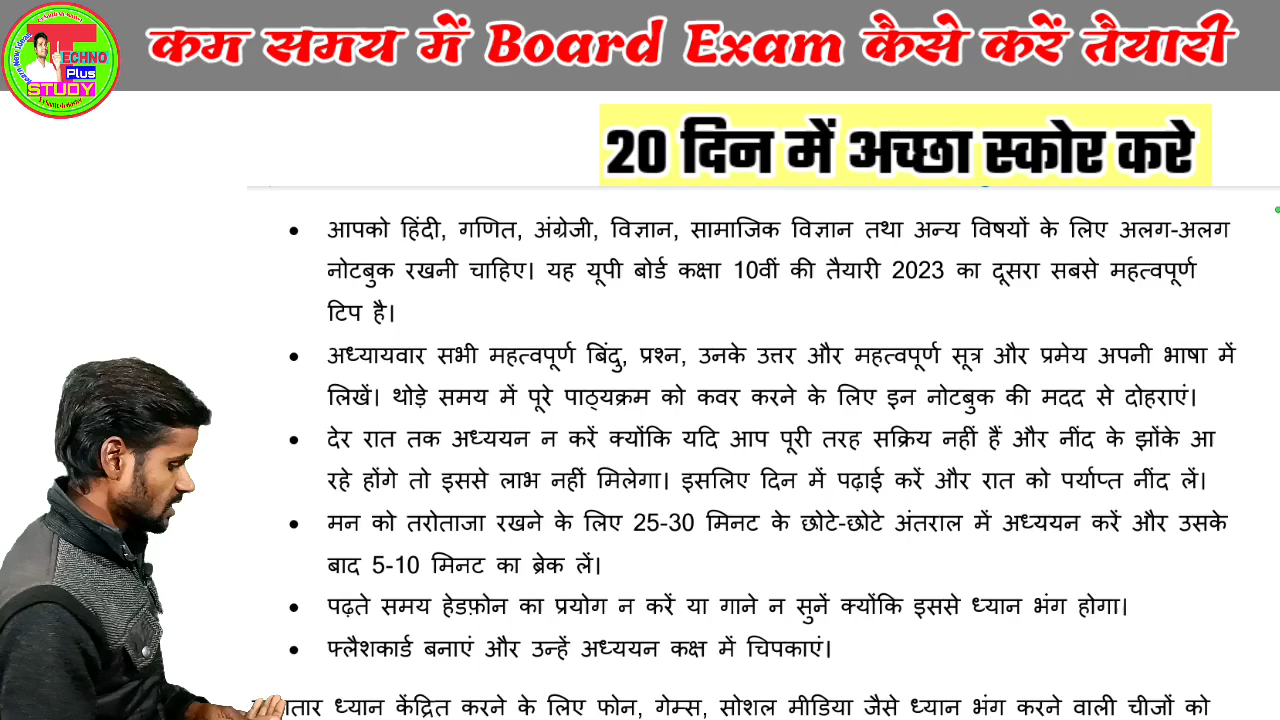 TECHNO
Plus
STUDY
कम समय में Board Exam कैसे करें तैयारी
20 दिन में अच्छा स्कोर करे
• आपको हिंदी, गणित, अंग्रेजी, विज्ञान, सामाजिक विज्ञान तथा अन्य विषयों के लिए अलग-अलग
नोटबुक रखनी चाहिए। यह यूपी बोर्ड कक्षा 10वीं की तैयारी 2023 का दूसरा सबसे महत्वपूर्ण
टिप है।
• अध्यायवार सभी महत्वपूर्ण बिंदु, प्रश्न, उनके उत्तर और महत्वपूर्ण सूत्र और प्रमेय अपनी भाषा में
लिखें। थोड़े समय में पूरे पाठ्यक्रम को कवर करने के लिए इन नोटबुक की मदद से दोहराएं।
• देर रात तक अध्ययन न करें क्योंकि यदि आप पूरी तरह सक्रिय नहीं हैं और नींद के झोंके आ
रहे होंगे तो इससे लाभ नहीं मिलेगा। इसलिए दिन में पढ़ाई करें और रात को पर्याप्त नींद लें।
• मन को तरोताजा रखने के लिए 25-30 मिनट के छोटे-छोटे अंतराल में अध्ययन करें और उसके
बाद 5-10 मिनट का ब्रेक लें।
• पढ़ते समय हेडफ़ोन का प्रयोग न करें या गाने न सुनें क्योंकि इससे ध्यान भंग होगा।
• फ्लैशकार्ड बनाएं और उन्हें अध्ययन कक्ष में चिपकाएं।
ध्यान केंद्रित करने के लिए फोन, गेम्स, सोशल मीडिया जैसे ध्यान भंग करने वाली चीजों को